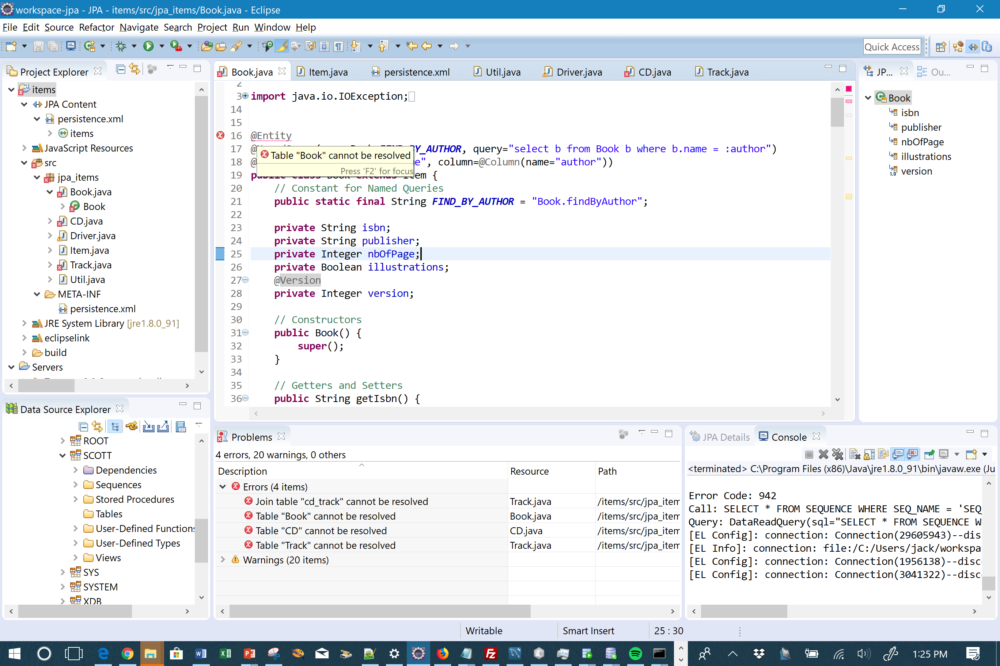 workspace-jpa - JPA - items/src/jpa_items/Book.java - Eclipse
File Edit Source Refactor Navigate Search Project Run Window Help
Quick Access
Project Explorer
items
JPA Content
persistence.xml
items
JavaScript Resources
src
jpa_items
Book.java
Book
CD.java
Driver.java
Item.java
Track.java
Util.java
META-INF
persistence.xml
JRE System Library [jre1.8.0_91]
eclipselink
build
Servers
Book.java Item.java persistence.xml Util.java Driver.java CD.java Track.java
2
3 import java.io.IOException;
14
15
16 @Entity
17 @ FIND_BY_AUTHOR, query="select b from Book b where b.name = :author")
18 @ e", column=@Column(name="author"))
19 public class Book extends Item {
Table "Book" cannot be resolved
Press 'F2' for focus
20 // Constant for Named Queries
21 public static final String FIND_BY_AUTHOR = "Book.findByAuthor";
22
23 private String isbn;
24 private String publisher;
25 private Integer nbOfPage;
26 private Boolean illustrations;
27 @Version
28 private Integer version;
29
30 // Constructors
31 public Book() {
32 super();
33 }
34
35 // Getters and Setters
36 public String getIsbn() {
JP... Ou...
Book
isbn
publisher
nbOfPage
illustrations
1.0 version
Data Source Explorer
ROOT
SCOTT
Dependencies
Sequences
Stored Procedures
Tables
User-Defined Functions
User-Defined Types
Views
SYS
SYSTEM
XDB
Problems
4 errors, 20 warnings, 0 others
Description Resource Path
Errors (4 items)
Join table "cd_track" cannot be resolved Track.java /items/src/jpa_item
Table "Book" cannot be resolved Book.java /items/src/jpa_item
Table "CD" cannot be resolved CD.java /items/src/jpa_item
Table "Track" cannot be resolved Track.java /items/src/jpa_item
Warnings (20 items)
JPA Details Console
<terminated> C:\Program Files (x86)\Java\jre1.8.0_91\bin\javaw.exe (Ju
Error Code: 942
Call: SELECT * FROM SEQUENCE WHERE SEQ_NAME = 'SEQ_
Query: DataReadQuery(sql="SELECT * FROM SEQUENCE WH
[EL Config]: connection: Connection(29605943)--dis
[EL Info]: connection: file:/C:/Users/jack/workspa
[EL Config]: connection: Connection(1956138)--disc
[EL Config]: connection: Connection(3041322)--disc
Writable Smart Insert 25 : 30
1:25 PM